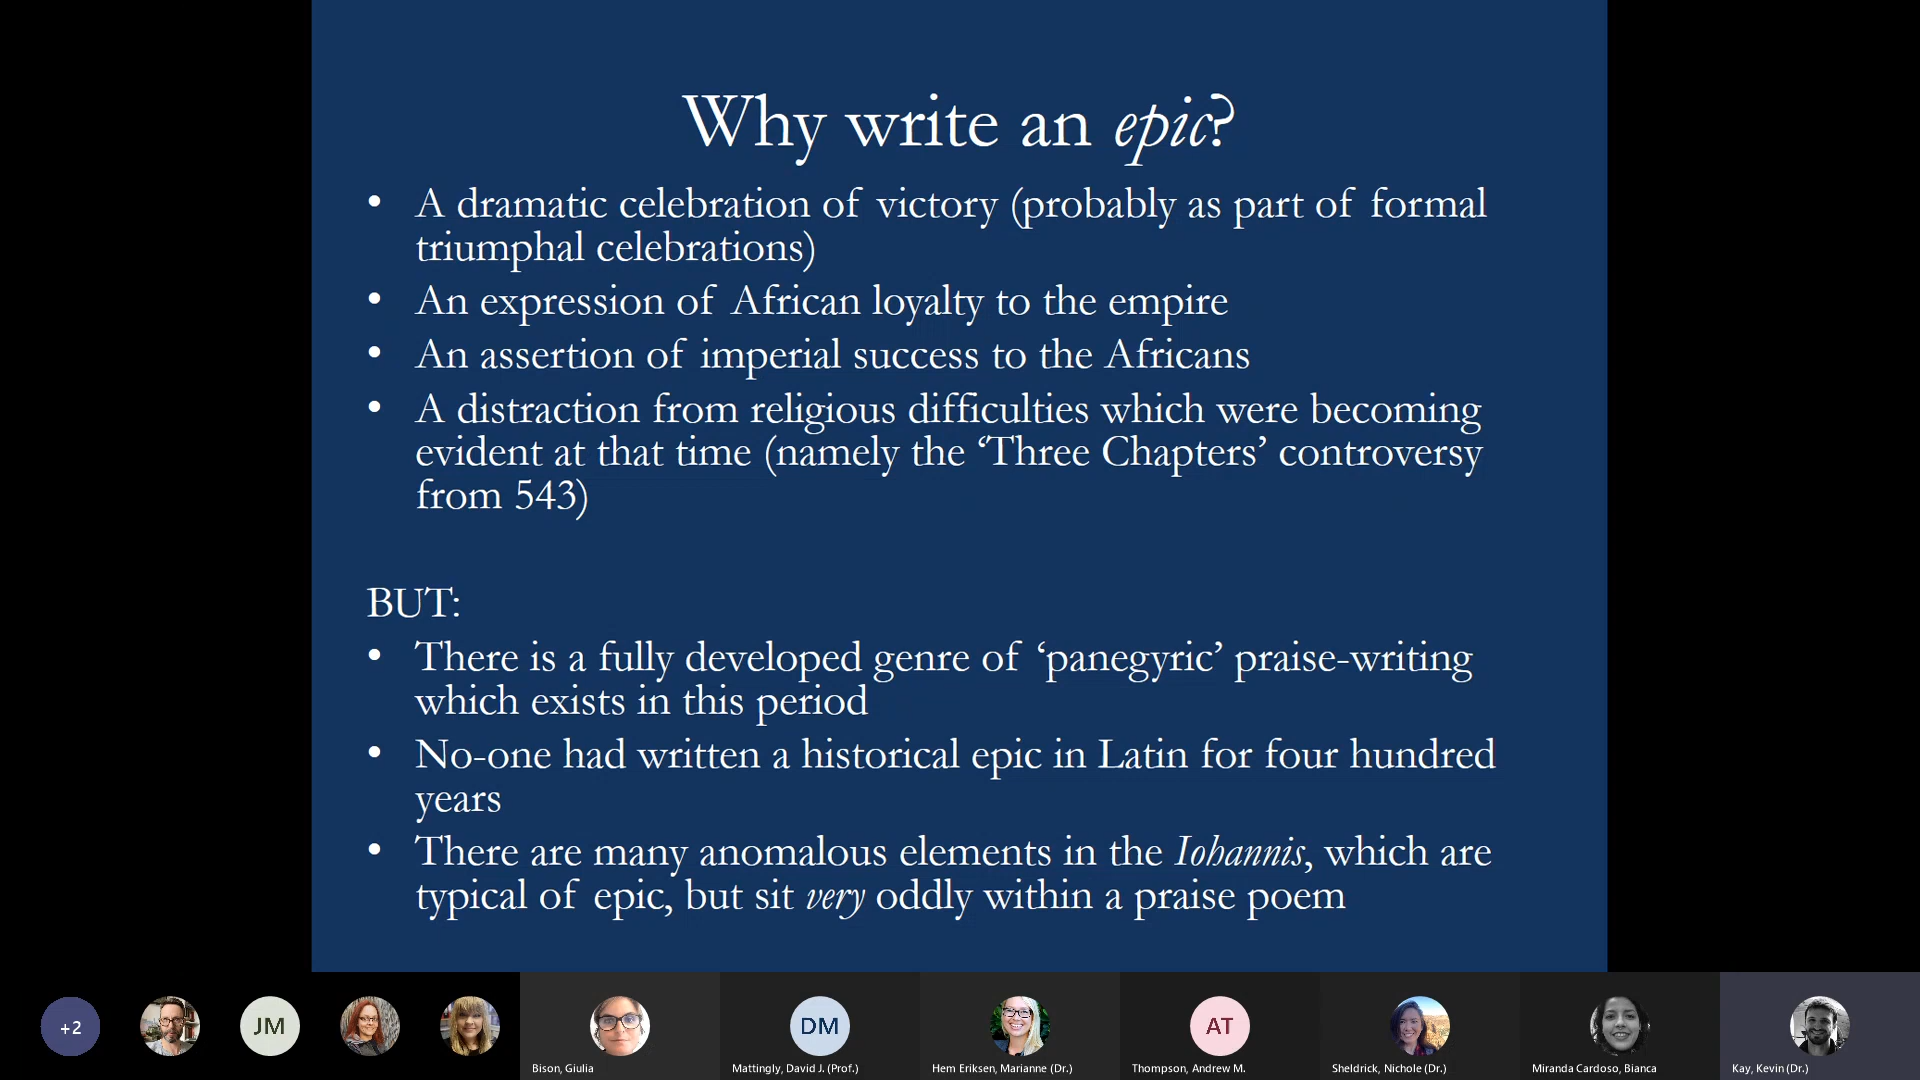 Why write an epic?
• A dramatic celebration of victory (probably as part of formal
triumphal celebrations)
• An expression of African loyalty to the empire
• An assertion of imperial success to the Africans
• A distraction from religious difficulties which were becoming
evident at that time (namely the ‘Three Chapters’ controversy
from 543)
BUT:
• There is a fully developed genre of ‘panegyric’ praise-writing
which exists in this period
• No-one had written a historical epic in Latin for four hundred
years
• There are many anomalous elements in the Iohannis, which are
typical of epic, but sit very oddly within a praise poem
+2
JM
DM
AT
Bison, Giulia
Mattingly, David J. (Prof.)
Hem Eriksen, Marianne (Dr.)
Thompson, Andrew M.
Sheldrick, Nichole (Dr.)
Miranda Cardoso, Bianca
Kay, Kevin (Dr.)